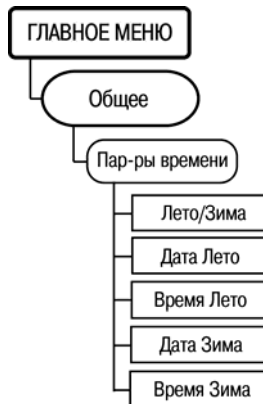 ГЛАВНОЕ МЕНЮ
Общее
Пар-ры времени
Лето/Зима
Дата Лето
Время Лето
Дата Зима
Время Зима